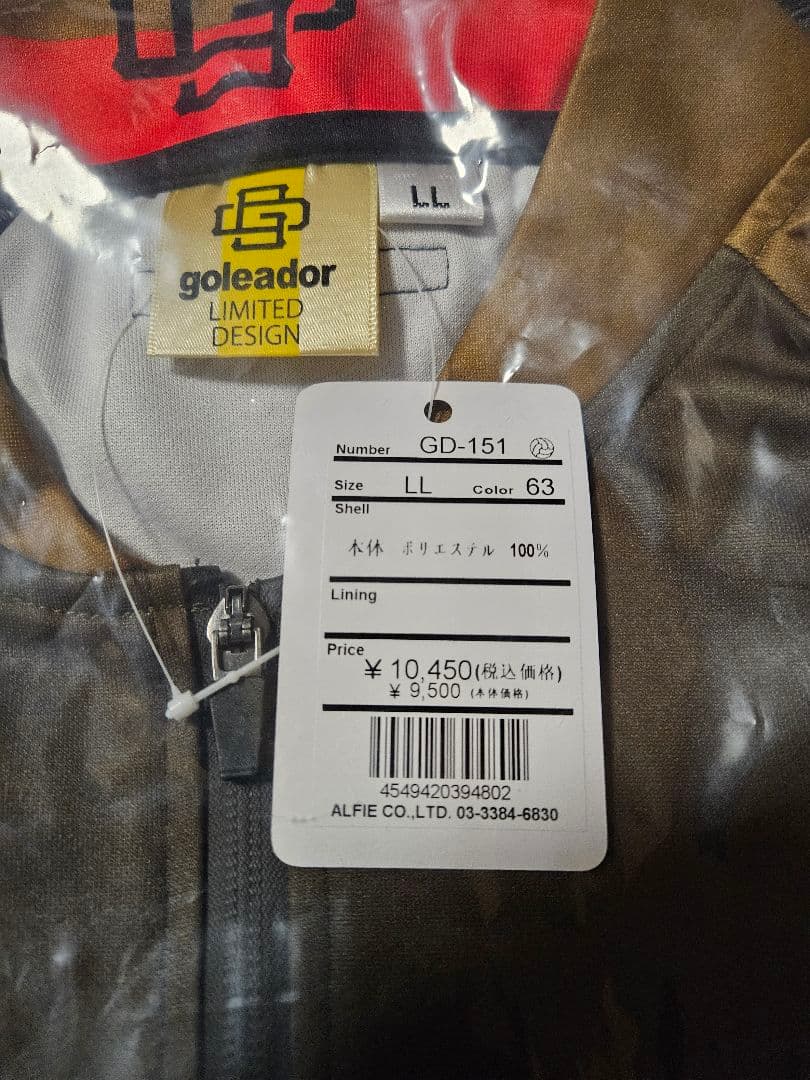 LL
goleador
LIMITED
DESIGN
Number GD-151
Size LL Color 63
Shell
本体 ポリエステル 100%
Lining
Price
¥ 10,450(税込価格)
¥ 9,500 (本体価格)
4549420394802
ALFIE CO.,LTD. 03-3384-6830